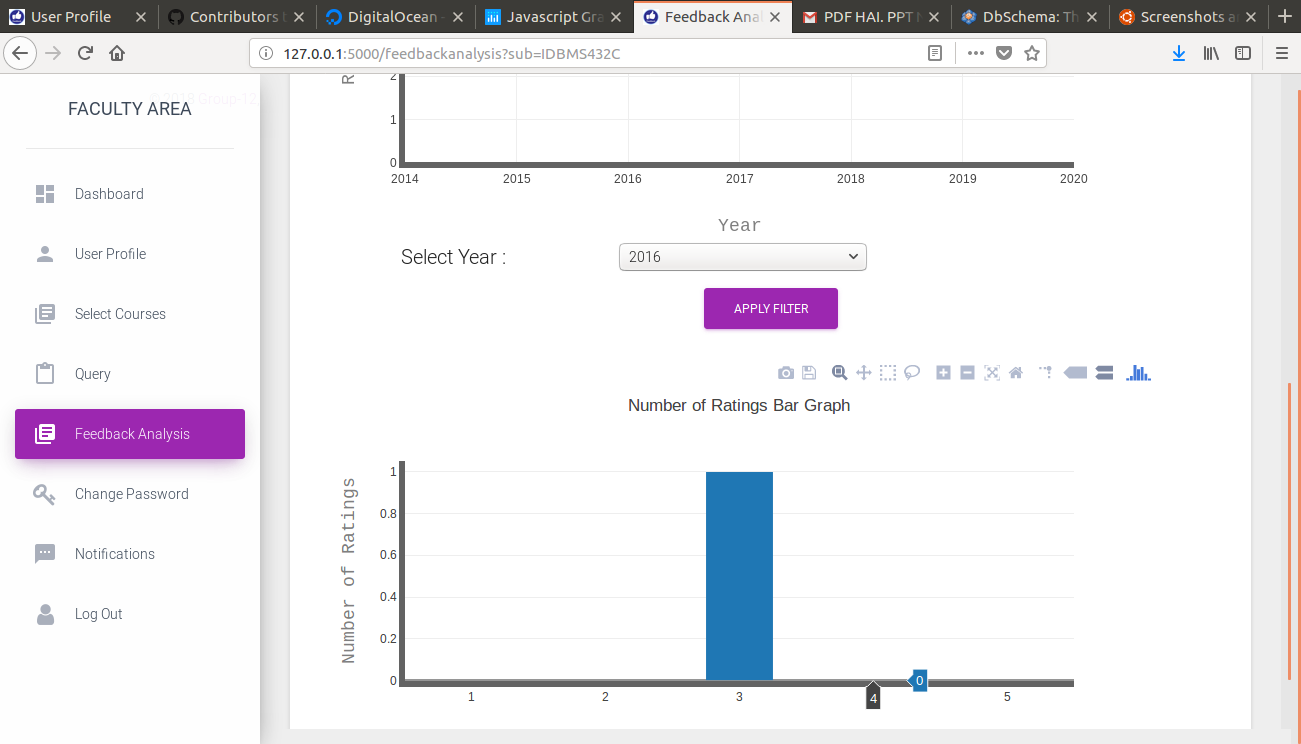 User Profile
Contributors t
DigitalOcean
Javascript Gra
Feedback Anal
PDF HAI. PPT N
DbSchema: Th
Screenshots a
127.0.0.1:5000/feedbackanalysis?sub=IDBMS432C
FACULTY AREA
Dashboard
User Profile
Select Courses
Query
Feedback Analysis
Change Password
Notifications
Log Out
2
1
0
2014 2015 2016 2017 2018 2019 2020
Year
Select Year : 2016
APPLY FILTER
Number of Ratings Bar Graph
Number of Ratings
1
0.8
0.6
0.4
0.2
0
0
1 2 3 4 5